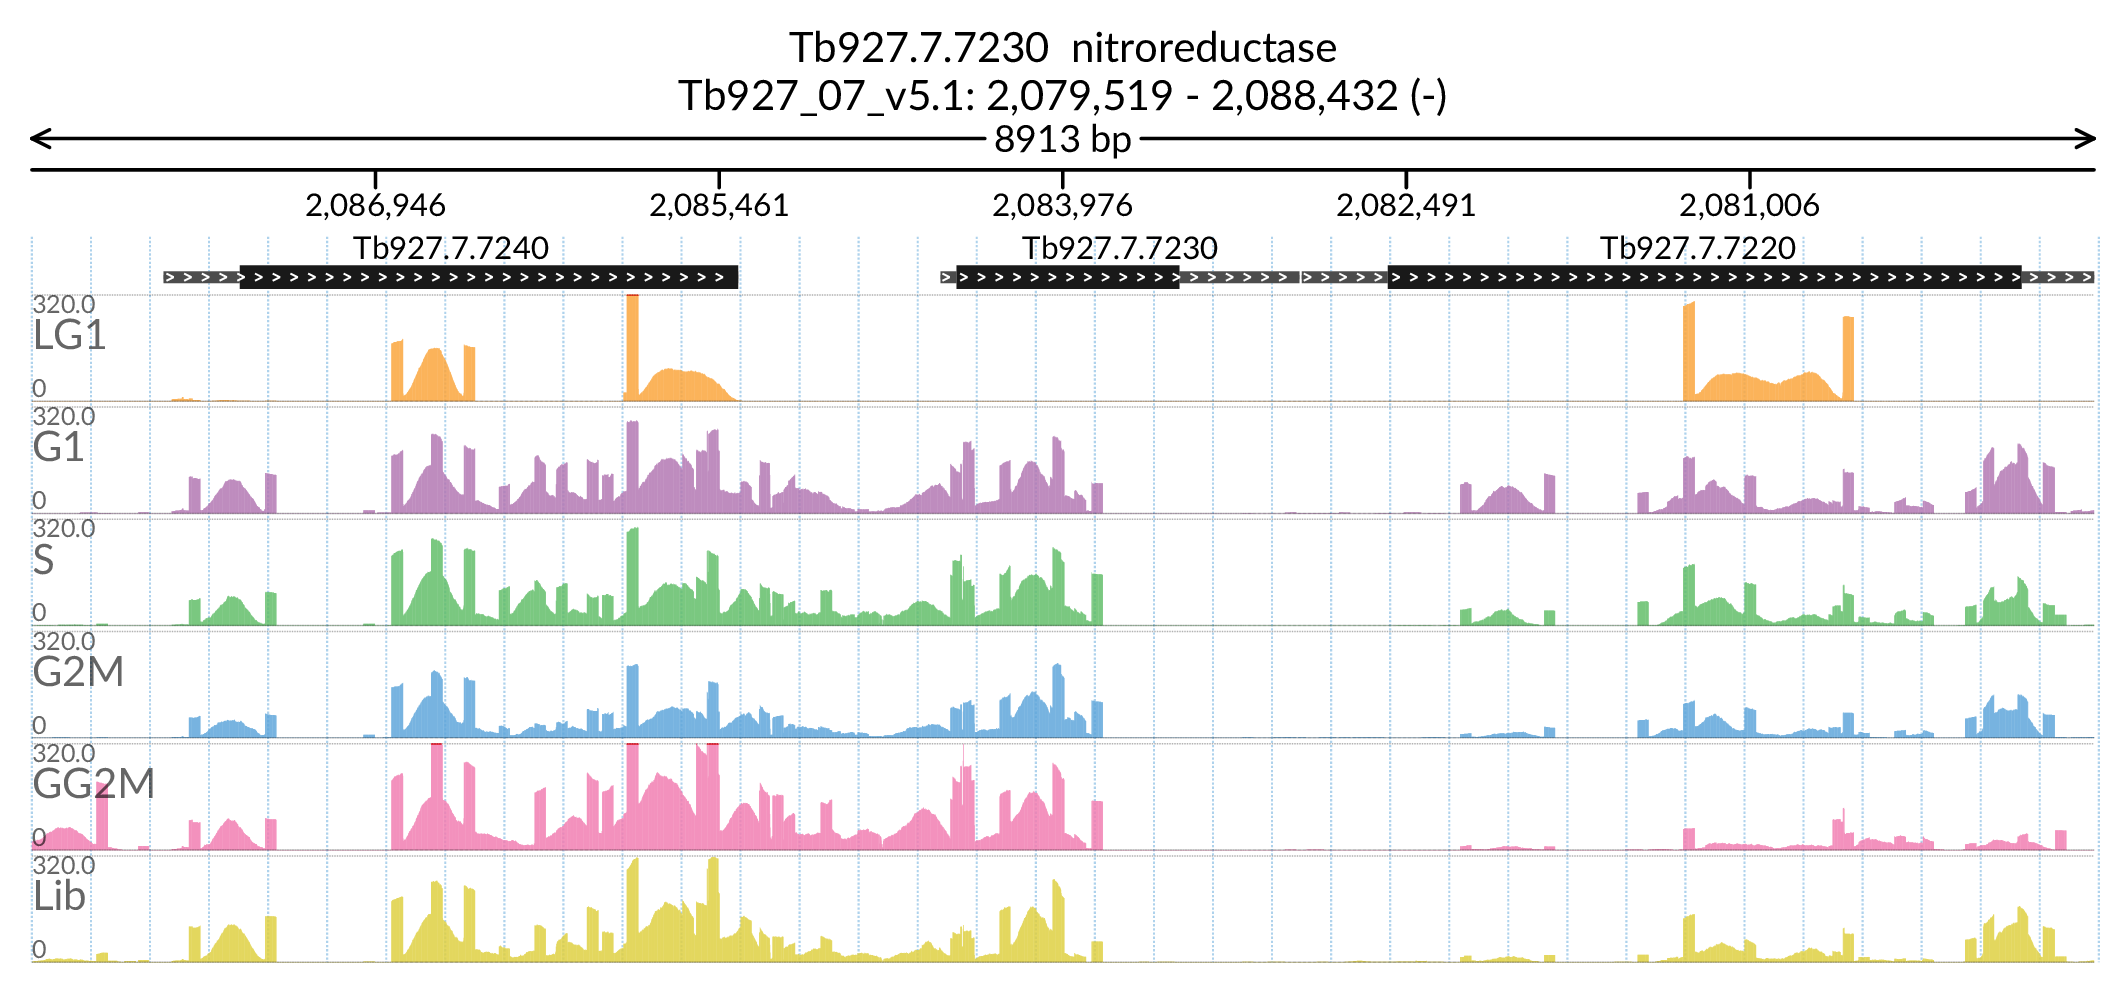 Tb927.7.7230  nitroreductase
Tb927_07_v5.1: 2,079,519 - 2,088,432 (-)
8913 bp
2,086,946 2,085,461 2,083,976 2,082,491 2,081,006
Tb927.7.7240 Tb927.7.7230 Tb927.7.7220
320.0
LG1
0
320.0
G1
0
320.0
S
0
320.0
G2M
0
320.0
GG2M
0
320.0
Lib
0